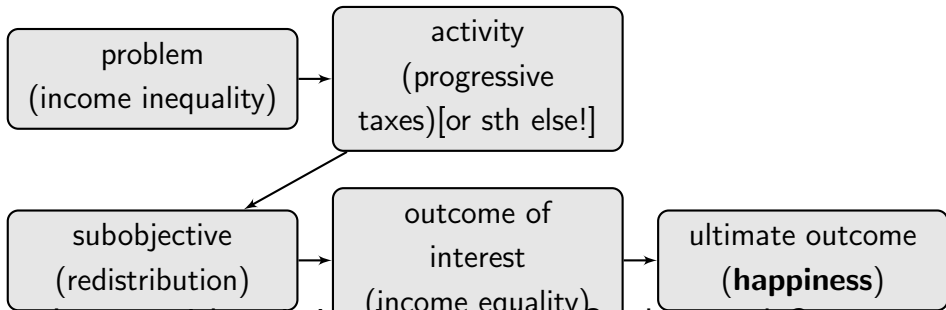 problem
(income inequality)
activity
(progressive
taxes)[or sth else!]
subobjective
(redistribution)
outcome of
interest
(income equality)
ultimate outcome
(happiness)